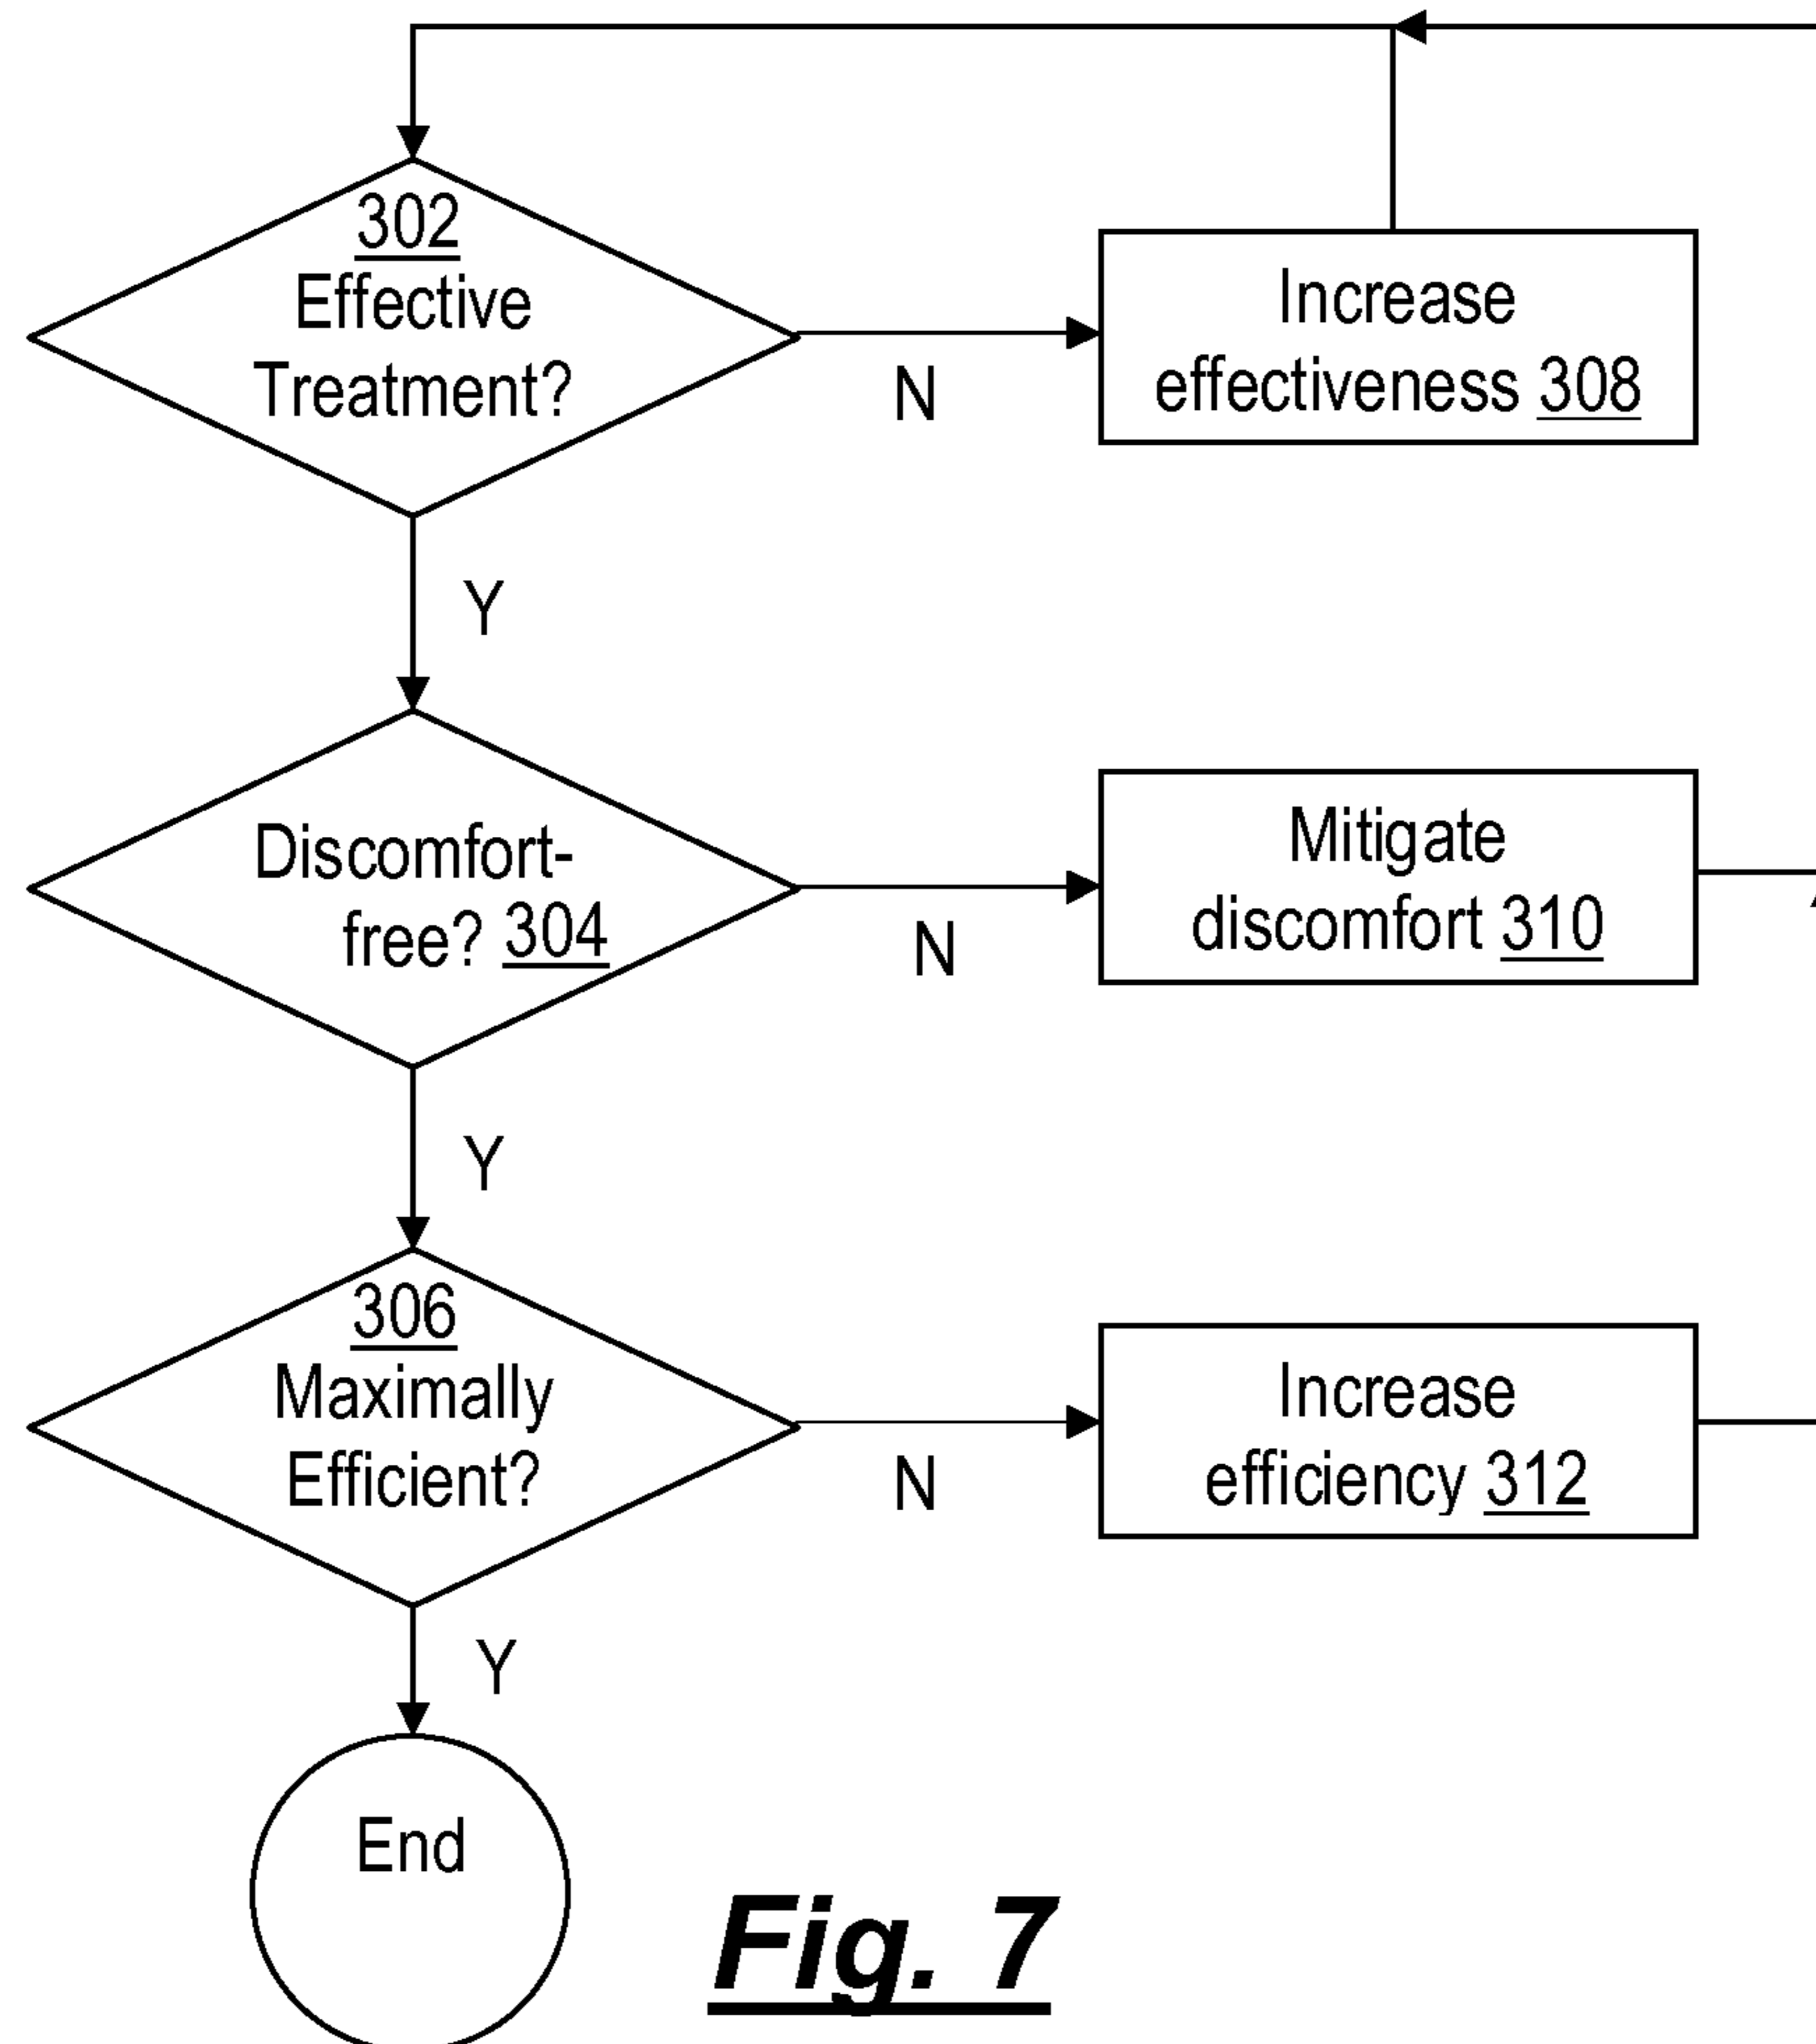 302
Effective
Treatment?
N
Increase
effectiveness 308
Y
Discomfort-
free? 304
N
Mitigate
discomfort 310
Y
306
Maximally
Efficient?
N
Increase
efficiency 312
Y
End
Fig. 7